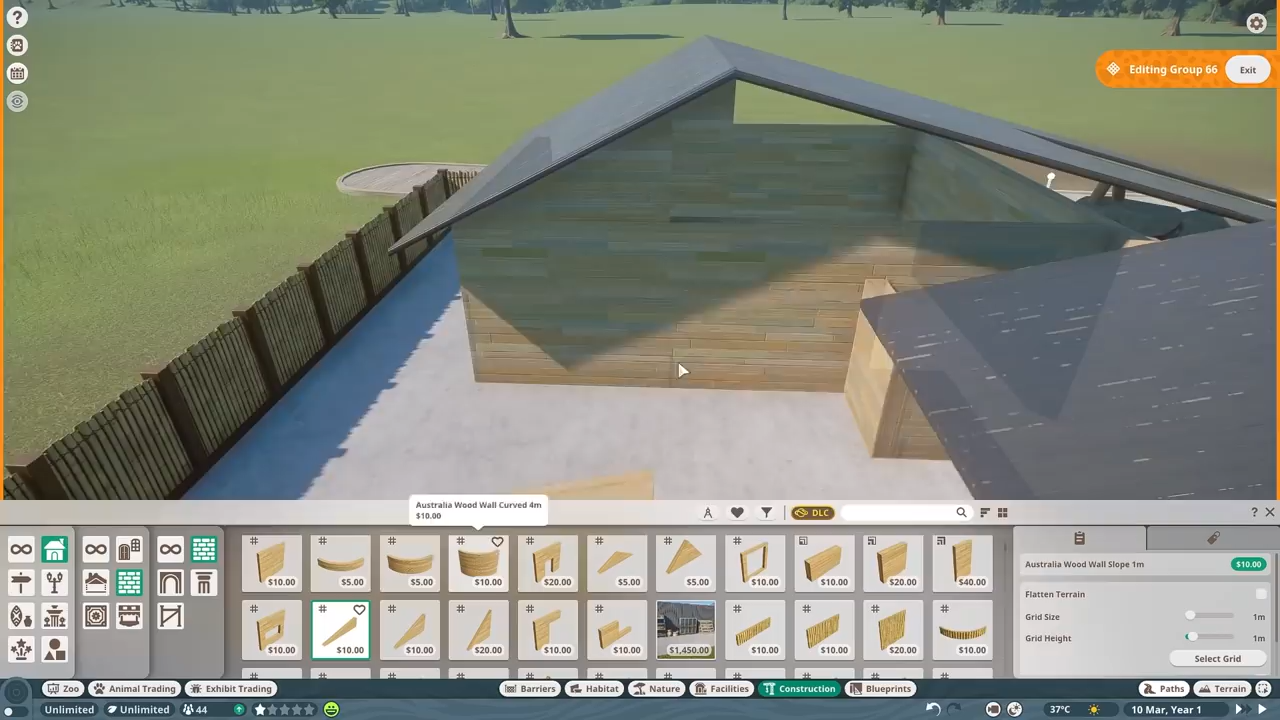 ?
Editing Group 66
Exit
Australia Wood Wall Curved 4m
$10.00
DLC
?
$10.00
$5.00
$5.00
$10.00
$20.00
$5.00
$5.00
$10.00
$10.00
$20.00
$40.00
Australia Wood Wall Slope 1m
$10.00
Flatten Terrain
Grid Size
1m
Grid Height
1m
Select Grid
$10.00
$10.00
$10.00
$20.00
$10.00
$10.00
$1,450.00
$10.00
$10.00
$20.00
$10.00
Zoo
Animal Trading
Exhibit Trading
Barriers
Habitat
Nature
Facilities
Construction
Blueprints
Paths
Terrain
Unlimited
Unlimited
44
37°C
10 Mar, Year 1